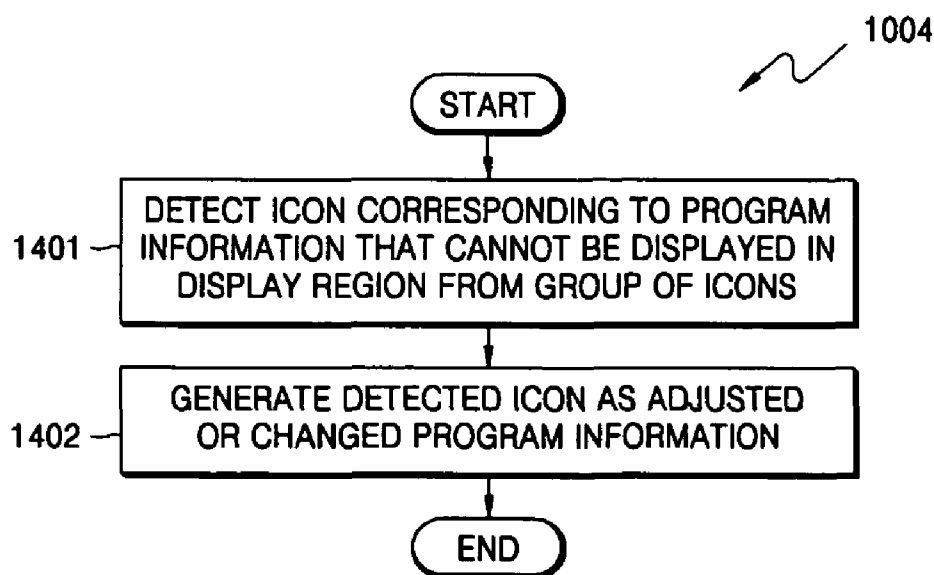 1004
START
DETECT ICON CORRESPONDING TO PROGRAM
1401
INFORMATION THAT CANNOT BE DISPLAYED IN
DISPLAY REGION FROM GROUP OF ICONS
GENERATE DETECTED ICON AS ADJUSTED
1402
OR CHANGED PROGRAM INFORMATION
END